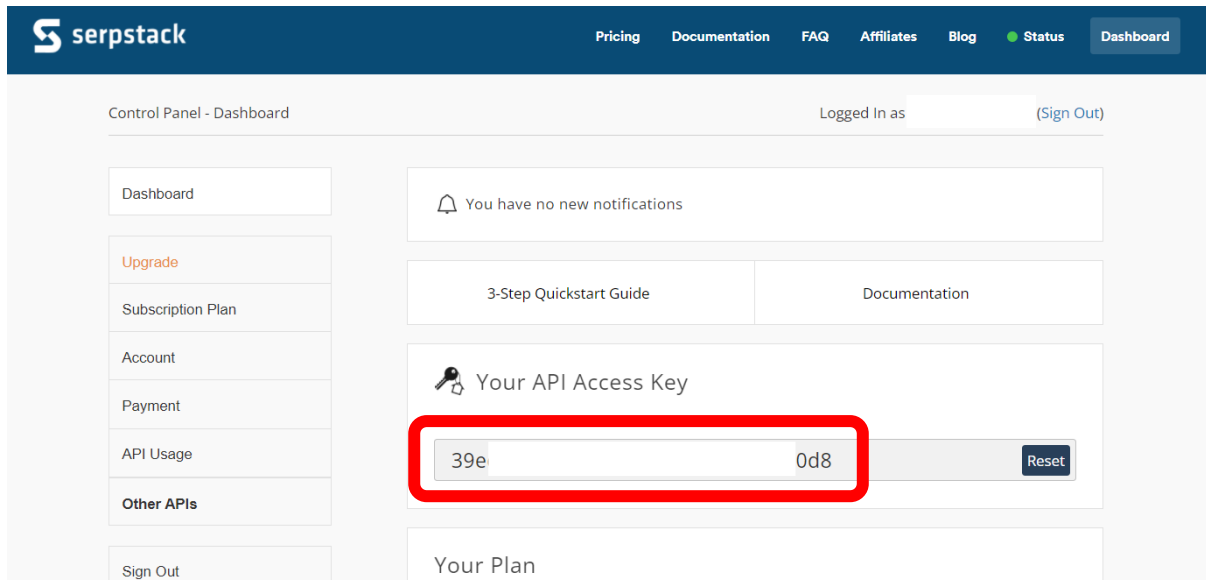 serpstack
Pricing Documentation FAQ Affiliates Blog Status Dashboard
Control Panel - Dashboard
Logged In as (Sign Out)
Dashboard
Upgrade
Subscription Plan
Account
Payment
API Usage
Other APIs
Sign Out
You have no new notifications
3-Step Quickstart Guide
Documentation
Your API Access Key
39e 0d8
Reset
Your Plan